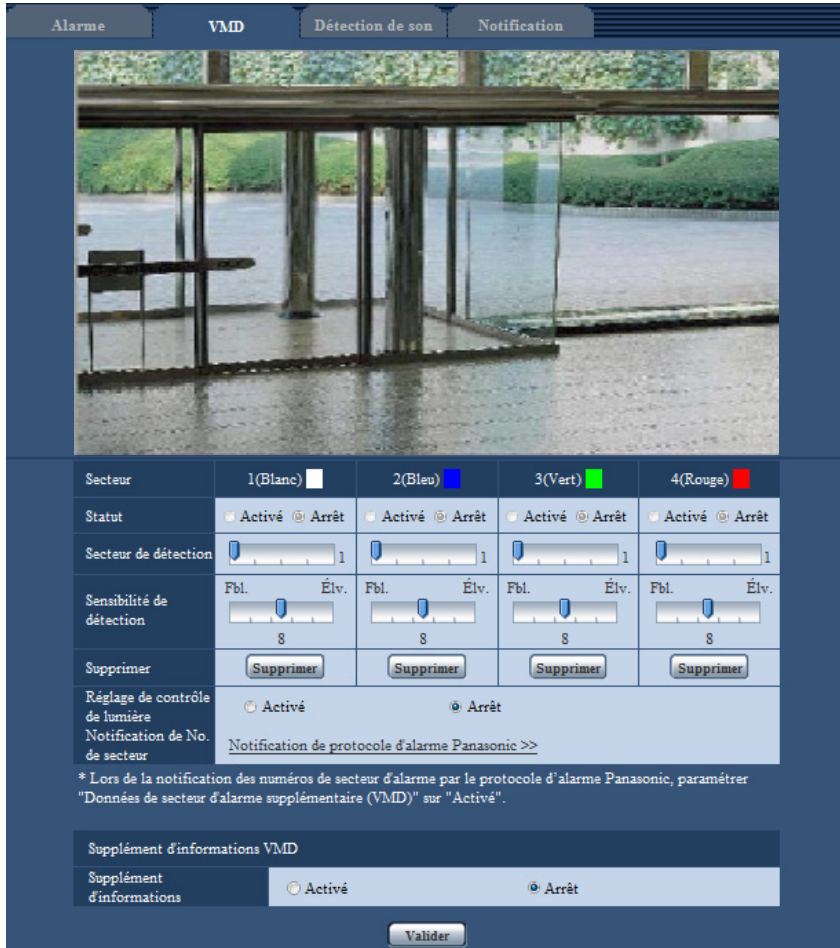 Alarme VMD Détection de son Notification
Secteur 1(Blanc) 2(Bleu) 3(Vert) 4(Rouge)
Statut Activé Arrêt Activé Arrêt Activé Arrêt Activé Arrêt
Secteur de détection 1 1 1 1
Fbl. Élv. Fbl. Élv. Fbl. Élv. Fbl. Élv.
Sensibilité de
détection
8 8 8 8
Supprimer Supprimer Supprimer Supprimer Supprimer
Réglage de contrôle
de lumière
Activé Arrêt
Notification de No.
de secteur
Notification de protocole d'alarme Panasonic >>
* Lors de la notification des numéros de secteur d'alarme par le protocole d'alarme Panasonic, paramétrer
"Données de secteur d'alarme supplémentaire (VMD)" sur "Activé".
Supplément d'informations VMD
Supplément
d'informations
Activé Arrêt
Valider